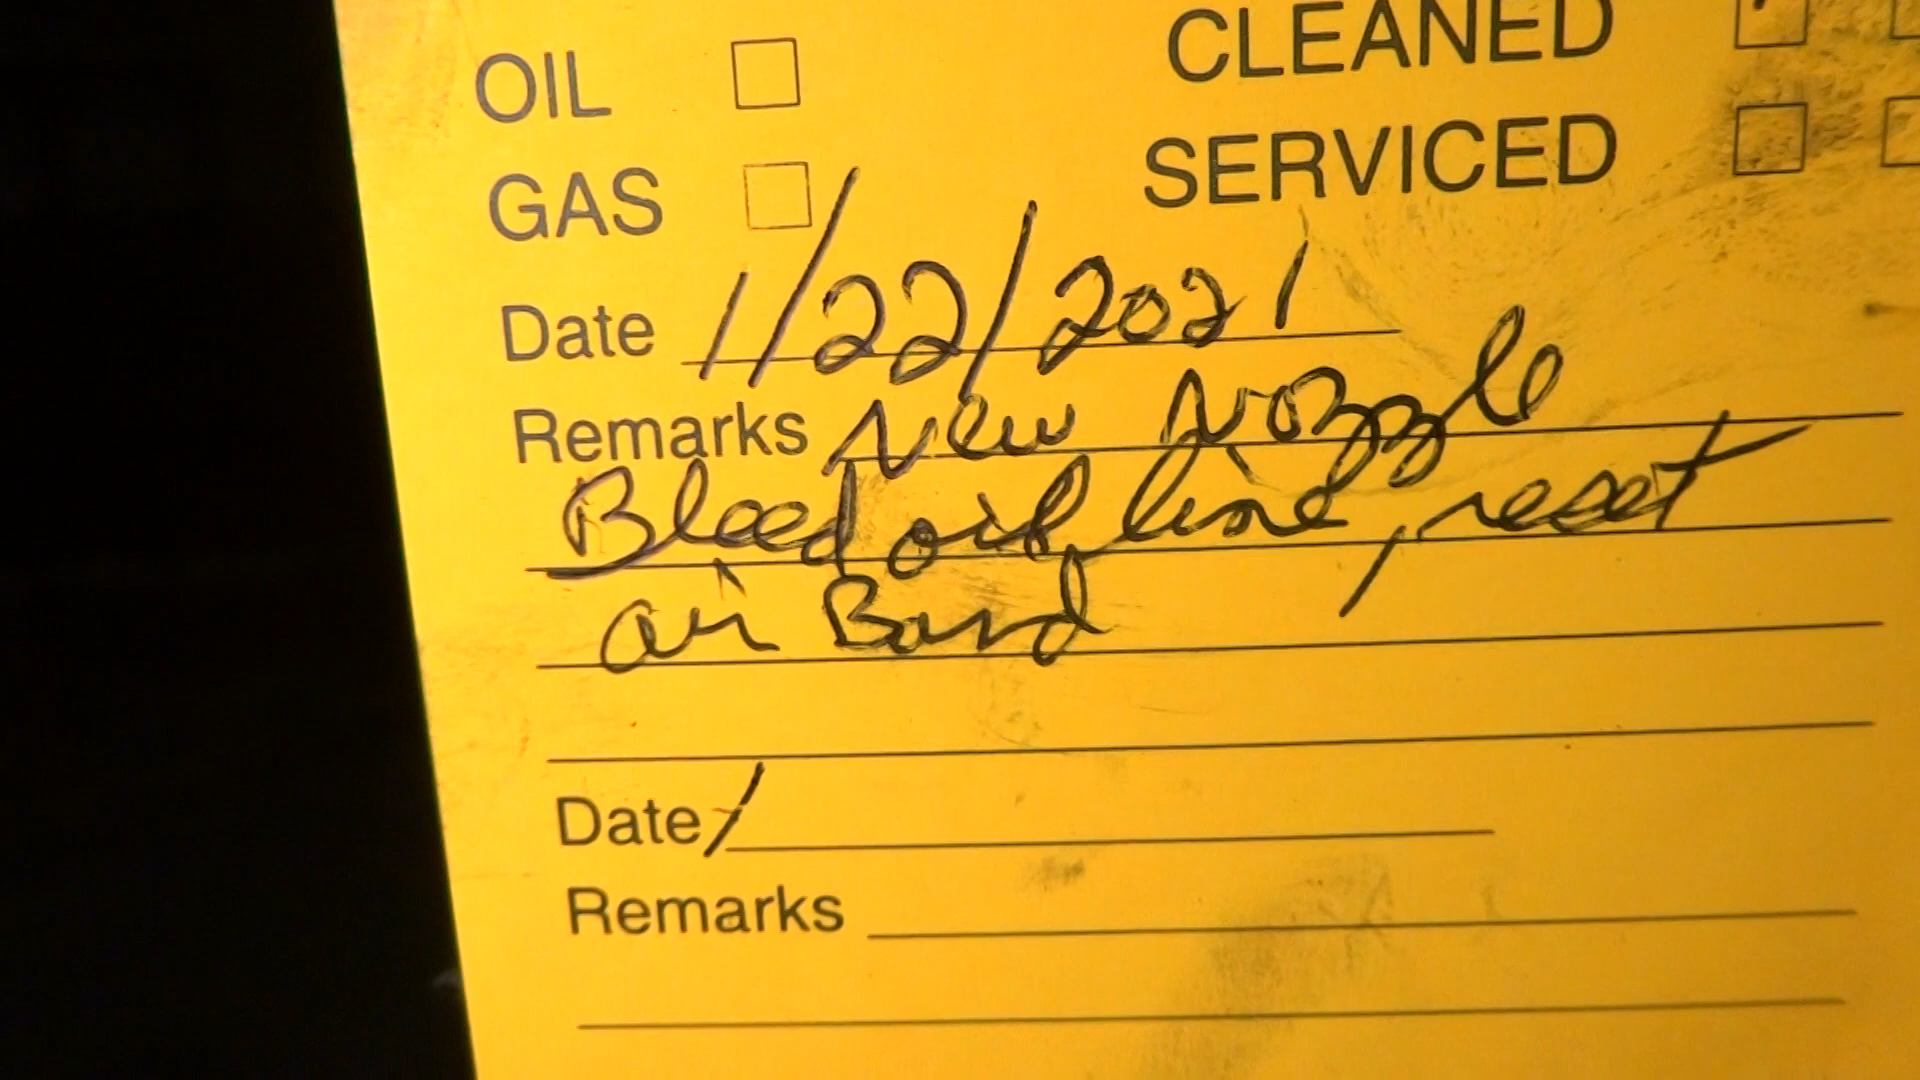 OIL CLEANED
GAS SERVICED
Date 1/22/2021
Remarks New Nozzle
Bleed oil line, reset
air Band
Date /
Remarks